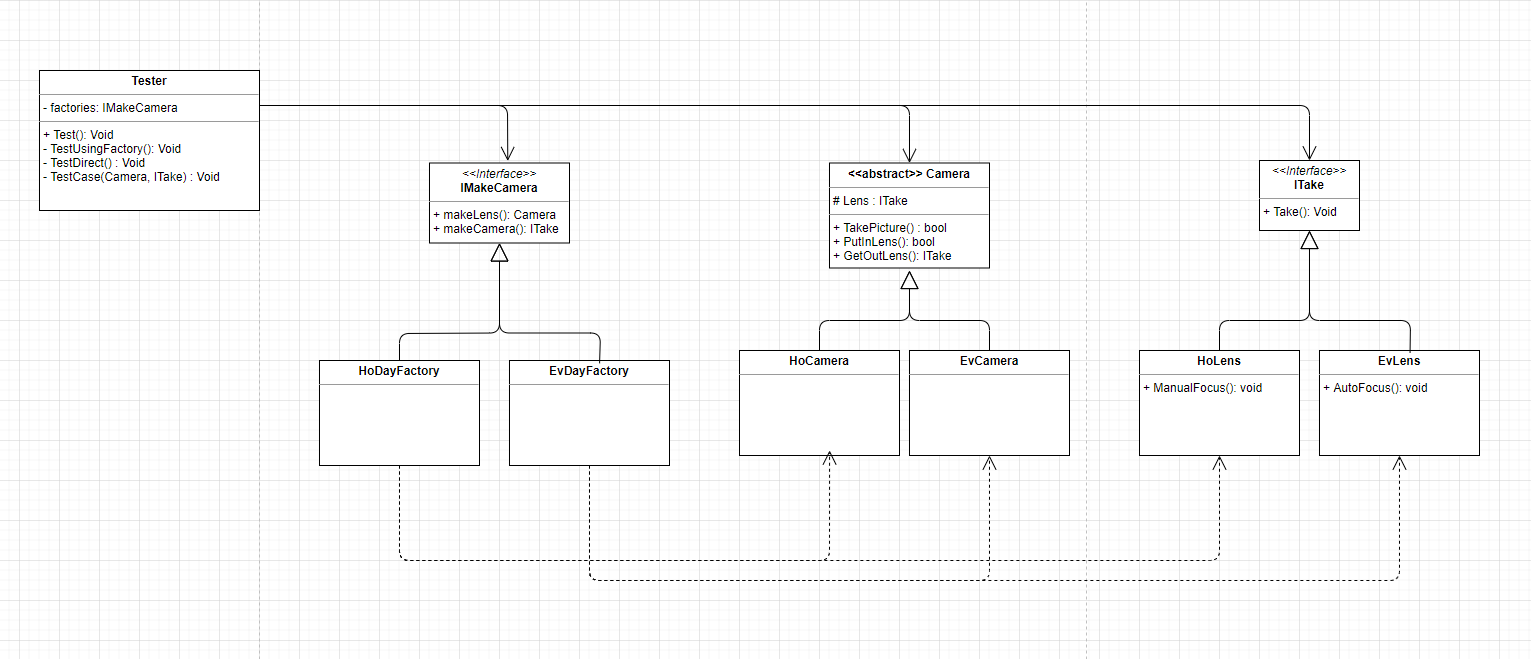 Tester
- factories: IMakeCamera
+ Test(): Void
- TestUsingFactory(): Void
- TestDirect() : Void
- TestCase(Camera, ITake) : Void
<<Interface>>
IMakeCamera
+ makeLens(): Camera
+ makeCamera(): ITake
<<abstract>> Camera
# Lens : ITake
+ TakePicture() : bool
+ PutInLens(): bool
+ GetOutLens(): ITake
<<Interface>>
ITake
+ Take(): Void
HoDayFactory
EvDayFactory
HoCamera
EvCamera
HoLens
+ ManualFocus(): void
EvLens
+ AutoFocus(): void